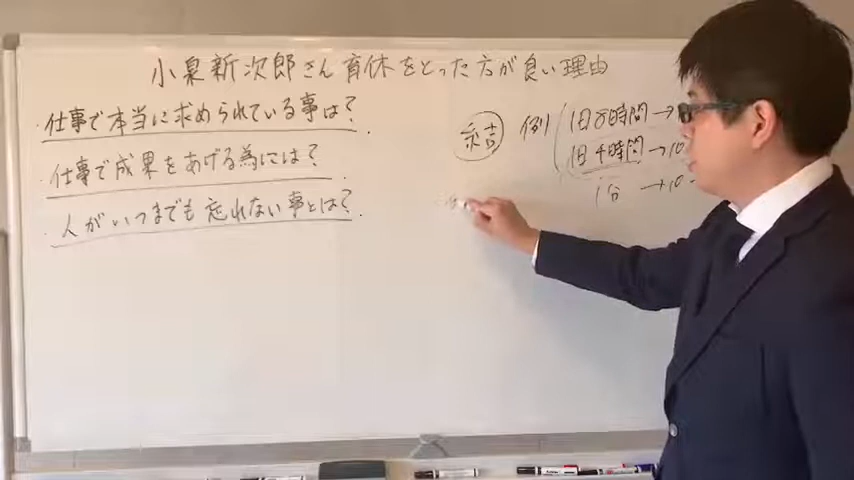 小泉新次郎さん育休をとった方が良い理由
・仕事で本当に求められている事は?
・仕事で成果をあげる為には?
・人がいつまでも忘れない事とは?
結 例 1日8時間→
1日4時間→10
1分→10